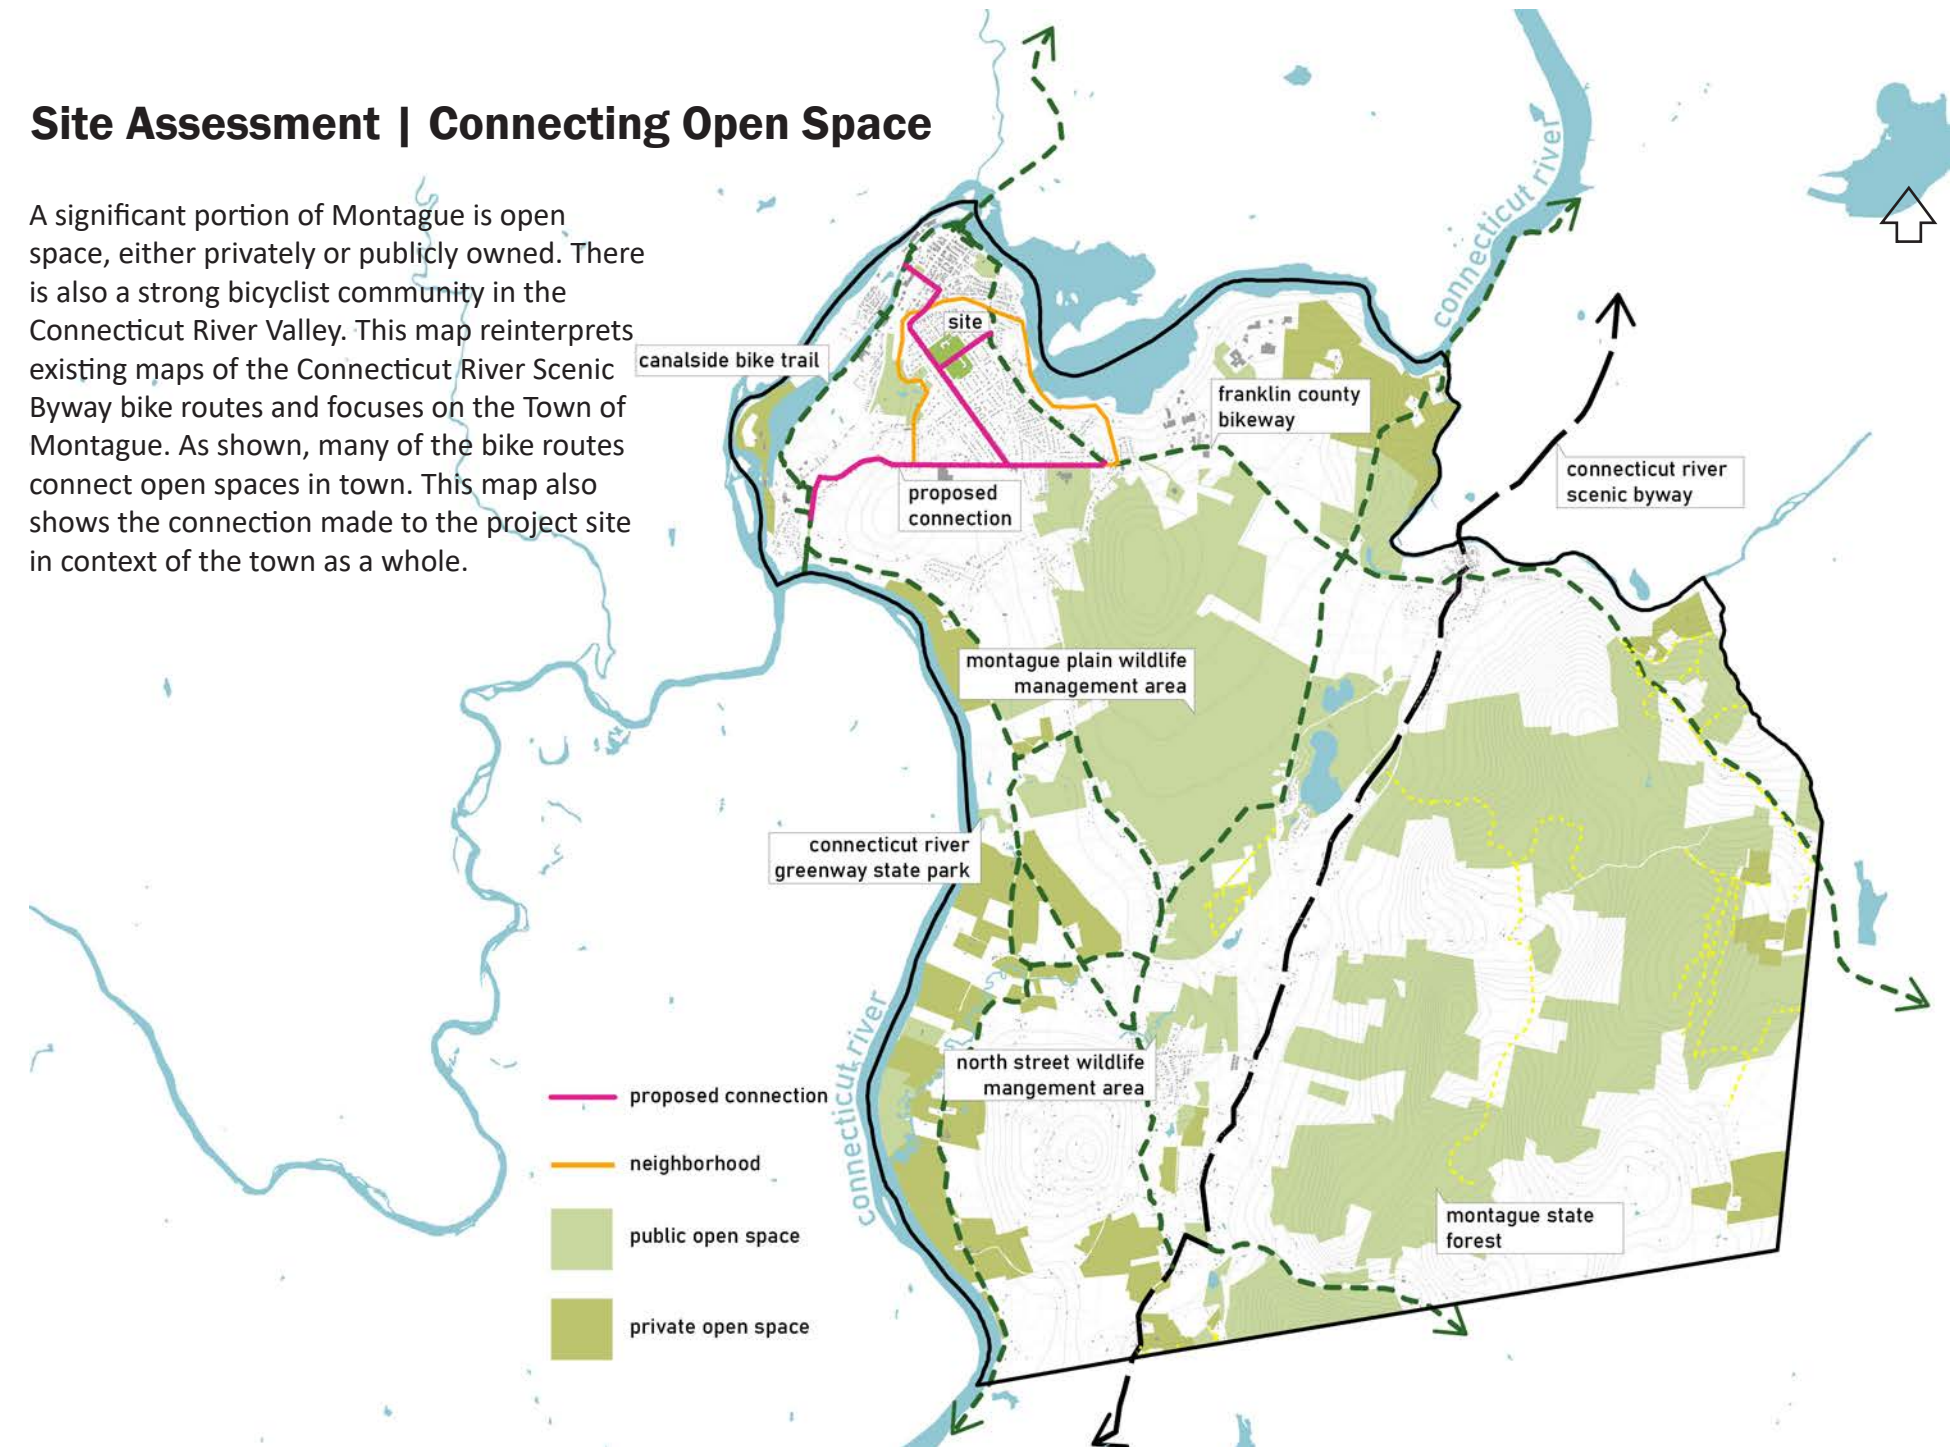 Site Assessment | Connecting Open Space
A significant portion of Montague is open
space, either privately or publicly owned. There
is also a strong bicyclist community in the
Connecticut River Valley. This map reinterprets
existing maps of the Connecticut River Scenic
Byway bike routes and focuses on the Town of
Montague. As shown, many of the bike routes
connect open spaces in town. This map also
shows the connection made to the project site
in context of the town as a whole.
connecticut river
site
canalside bike trail
franklin county
bikeway
connecticut river
scenic byway
proposed
connection
montague plain wildlife
management area
connecticut river
greenway state park
connecticut river
north street wildlife
mangement area
montague state
forest
proposed connection
neighborhood
public open space
private open space